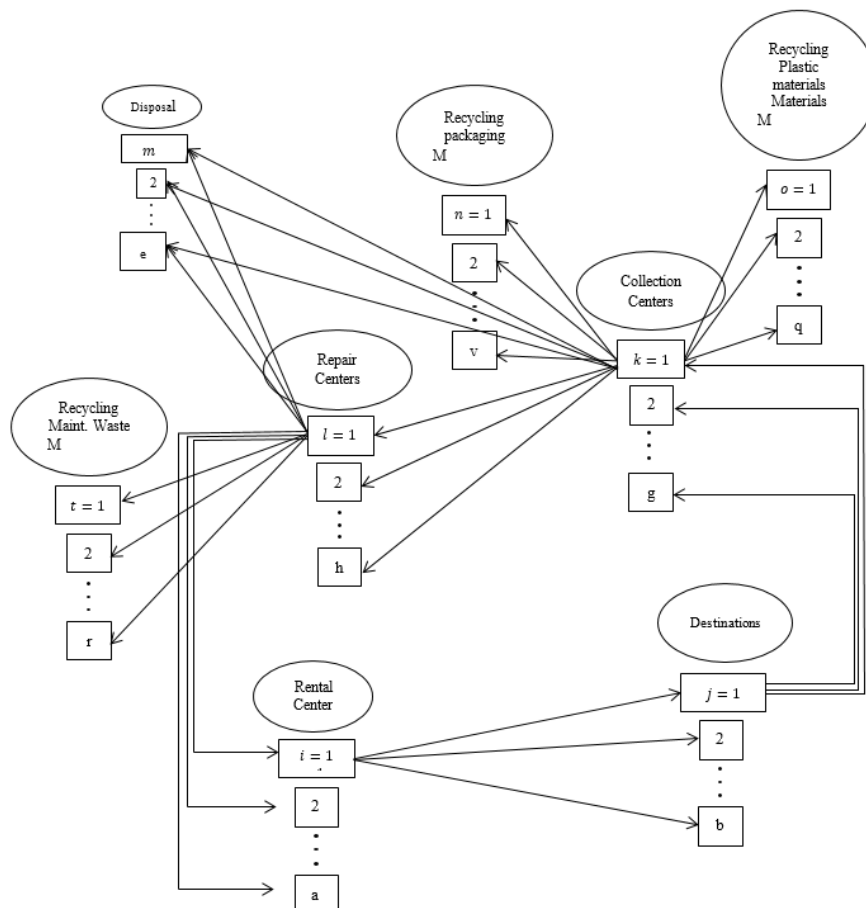 Disposal
m
2
e
Recycling
packaging
M
n = 1
2
v
Recycling
Plastic
materials
Materials
M
o = 1
2
q
Collection
Centers
k = 1
2
g
Repair
Centers
l = 1
2
h
Recycling
Maint. Waste
M
t = 1
2
r
Destinations
j = 1
2
b
Rental
Center
i = 1
2
a